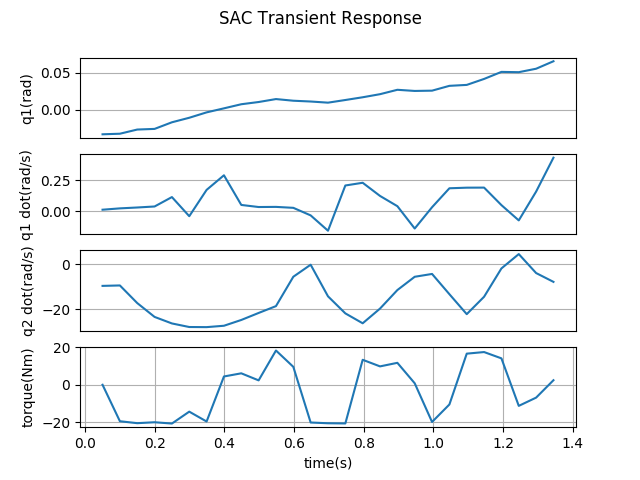 SAC Transient Response
q1(rad)
0.05
0.00
q1 dot(rad/s)
0.25
0.00
q2 dot(rad/s)
0
−20
torque(Nm)
20
0
−20
0.0 0.2 0.4 0.6 0.8 1.0 1.2 1.4
time(s)